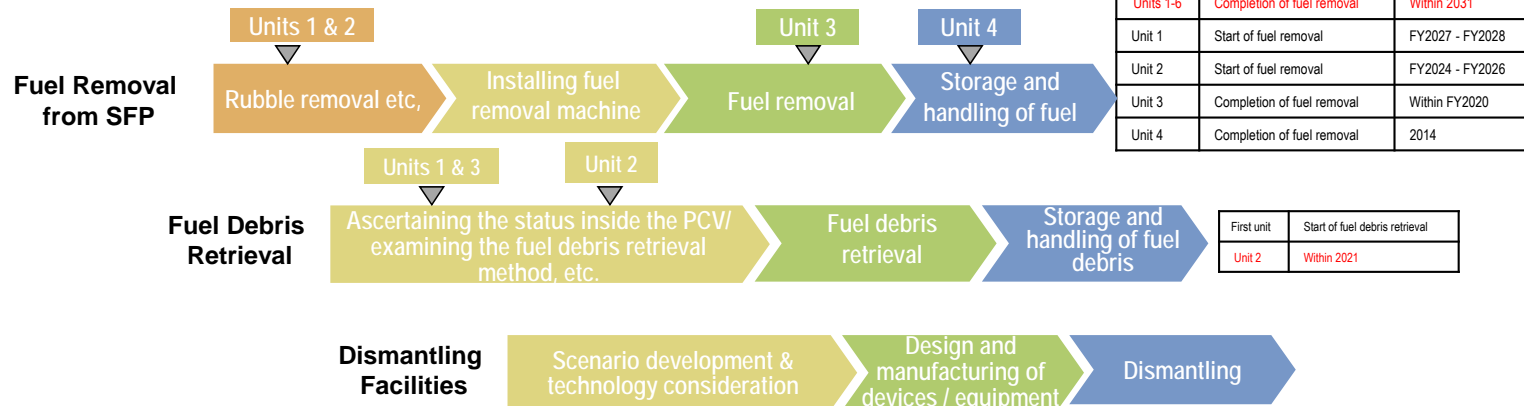 Units 1 & 2
Unit 3
Unit 4
Fuel Removal
from SFP
Rubble removal etc,
Installing fuel
removal machine
Fuel removal
Storage and
handling of fuel
Units 1-6 Completion of fuel removal Within 2031
Unit 1 Start of fuel removal FY2027 - FY2028
Unit 2 Start of fuel removal FY2024 - FY2026
Unit 3 Completion of fuel removal Within FY2020
Unit 4 Completion of fuel removal 2014
Units 1 & 3
Unit 2
Fuel Debris
Retrieval
Ascertaining the status inside the PCV/
examining the fuel debris retrieval
method, etc.
Fuel debris
retrieval
Storage and
handling of fuel
debris
First unit Start of fuel debris retrieval
Unit 2 Within 2021
Dismantling
Facilities
Scenario development &
technology consideration
Design and
manufacturing of
devices / equipment
Dismantling